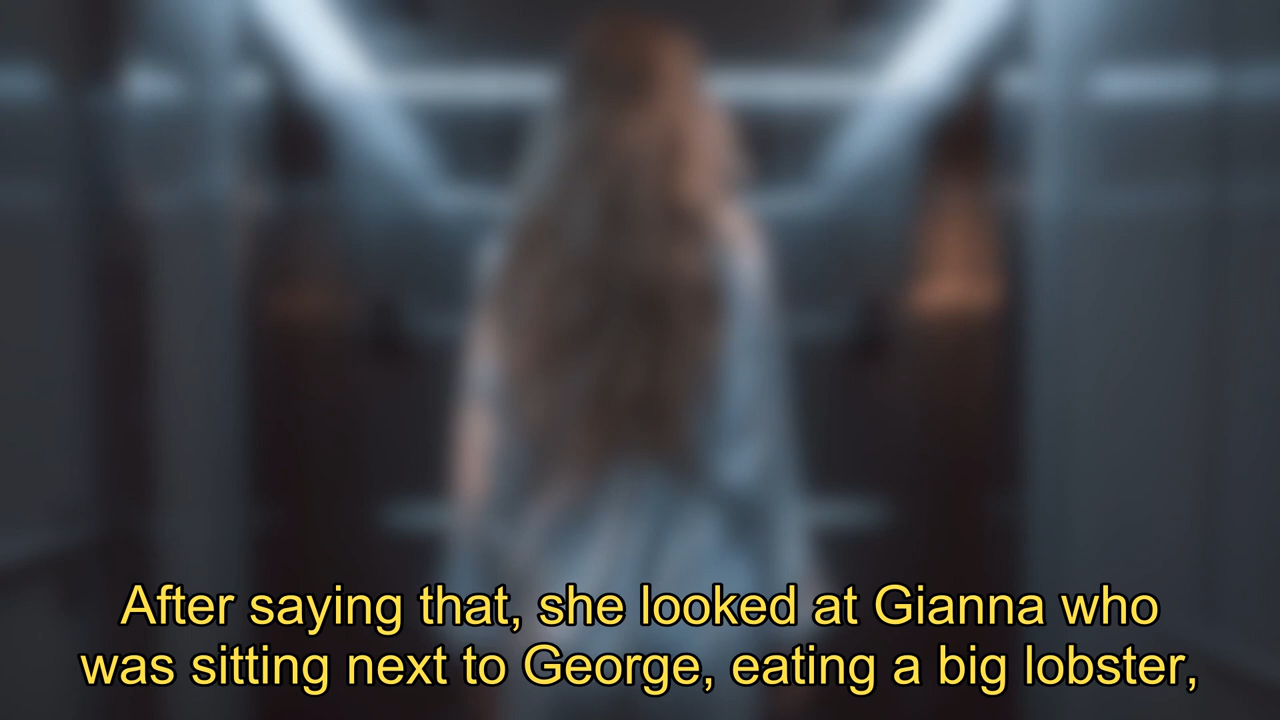 After saying that, she looked at Gianna who
was sitting next to George, eating a big lobster,